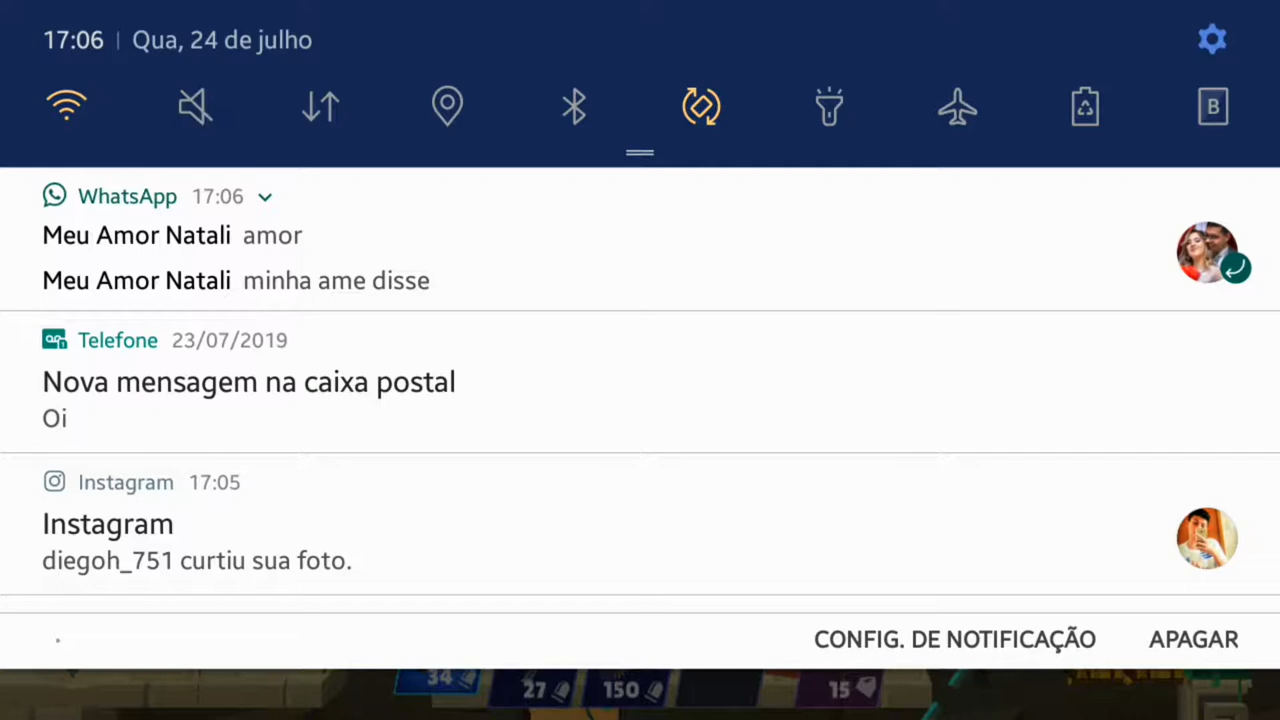 17:06 | Qua, 24 de julho
B
WhatsApp 17:06
Meu Amor Natali amor
Meu Amor Natali minha ame disse
Telefone 23/07/2019
Nova mensagem na caixa postal
Oi
Instagram 17:05
Instagram
diegoh_751 curtiu sua foto.
CONFIG. DE NOTIFICAÇÃO APAGAR
34 27 150 15